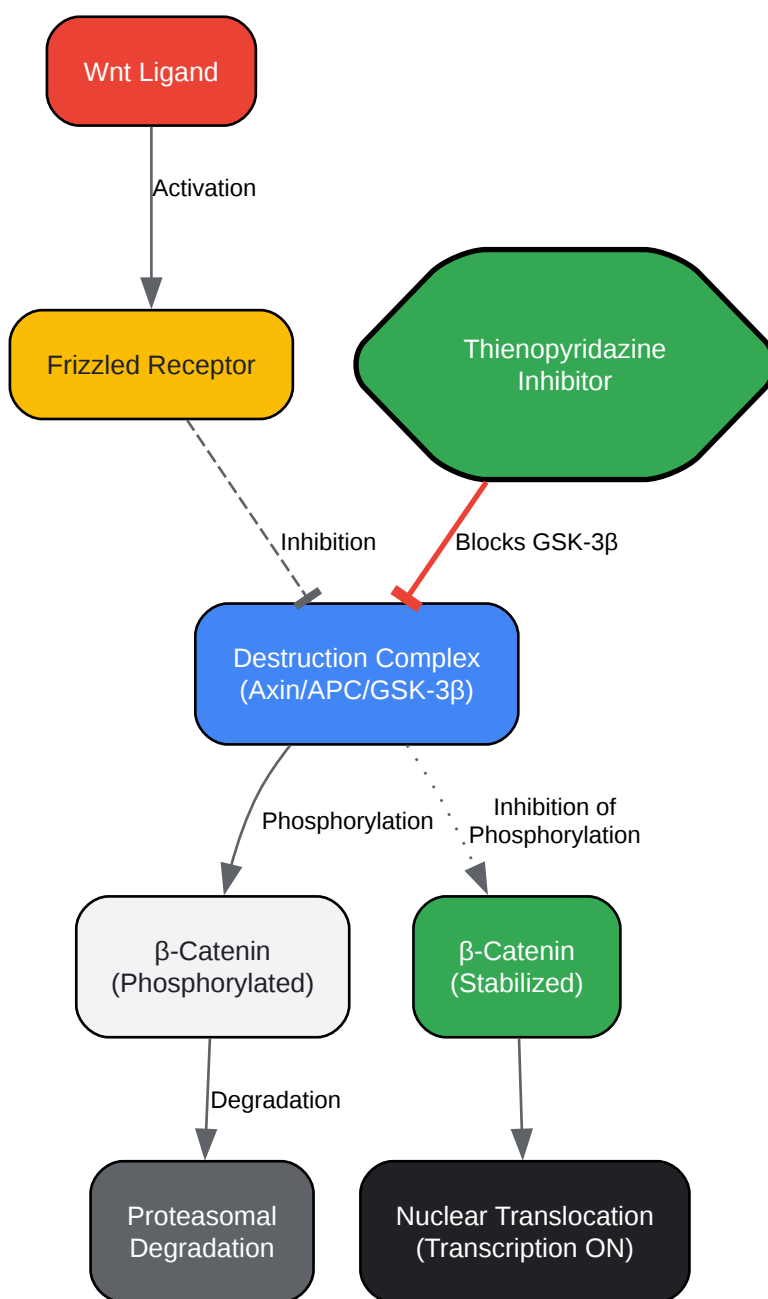 Wnt Ligand
Activation
Frizzled Receptor
Thienopyridazine
Inhibitor
Inhibition
Blocks GSK-3β
Destruction Complex
(Axin/APC/GSK-3β)
Phosphorylation
Inhibition of
Phosphorylation
β-Catenin
(Phosphorylated)
β-Catenin
(Stabilized)
Degradation
Proteasomal
Degradation
Nuclear Translocation
(Transcription ON)